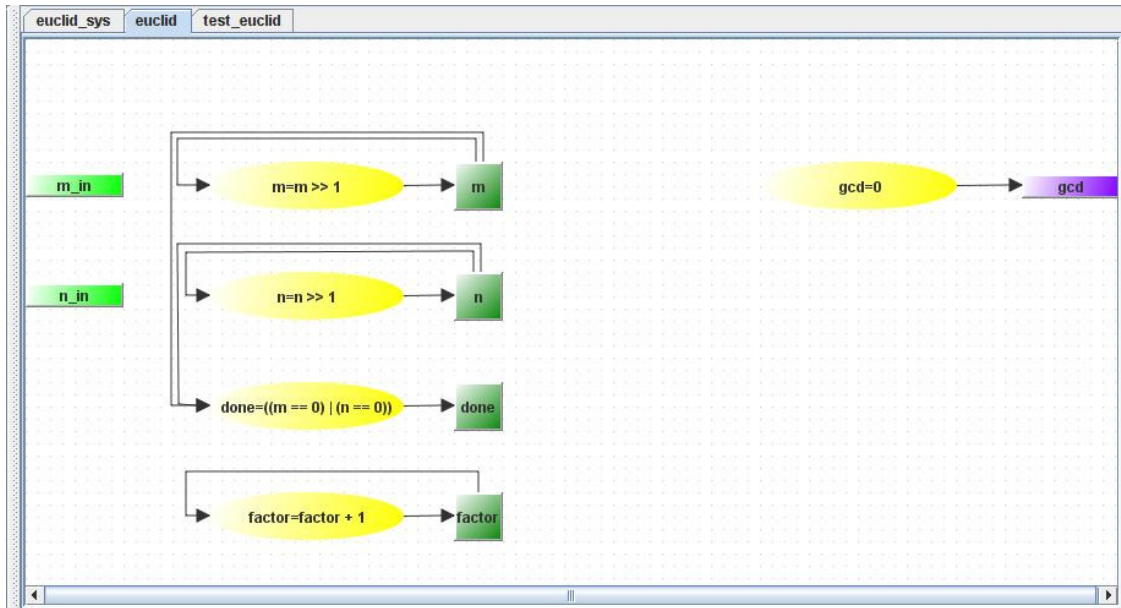 euclid_sys euclid test_euclid
m_in m=m >> 1 m gcd=0 gcd
n_in n=n >> 1 n
done=((m == 0) | (n == 0)) done
factor=factor + 1 factor